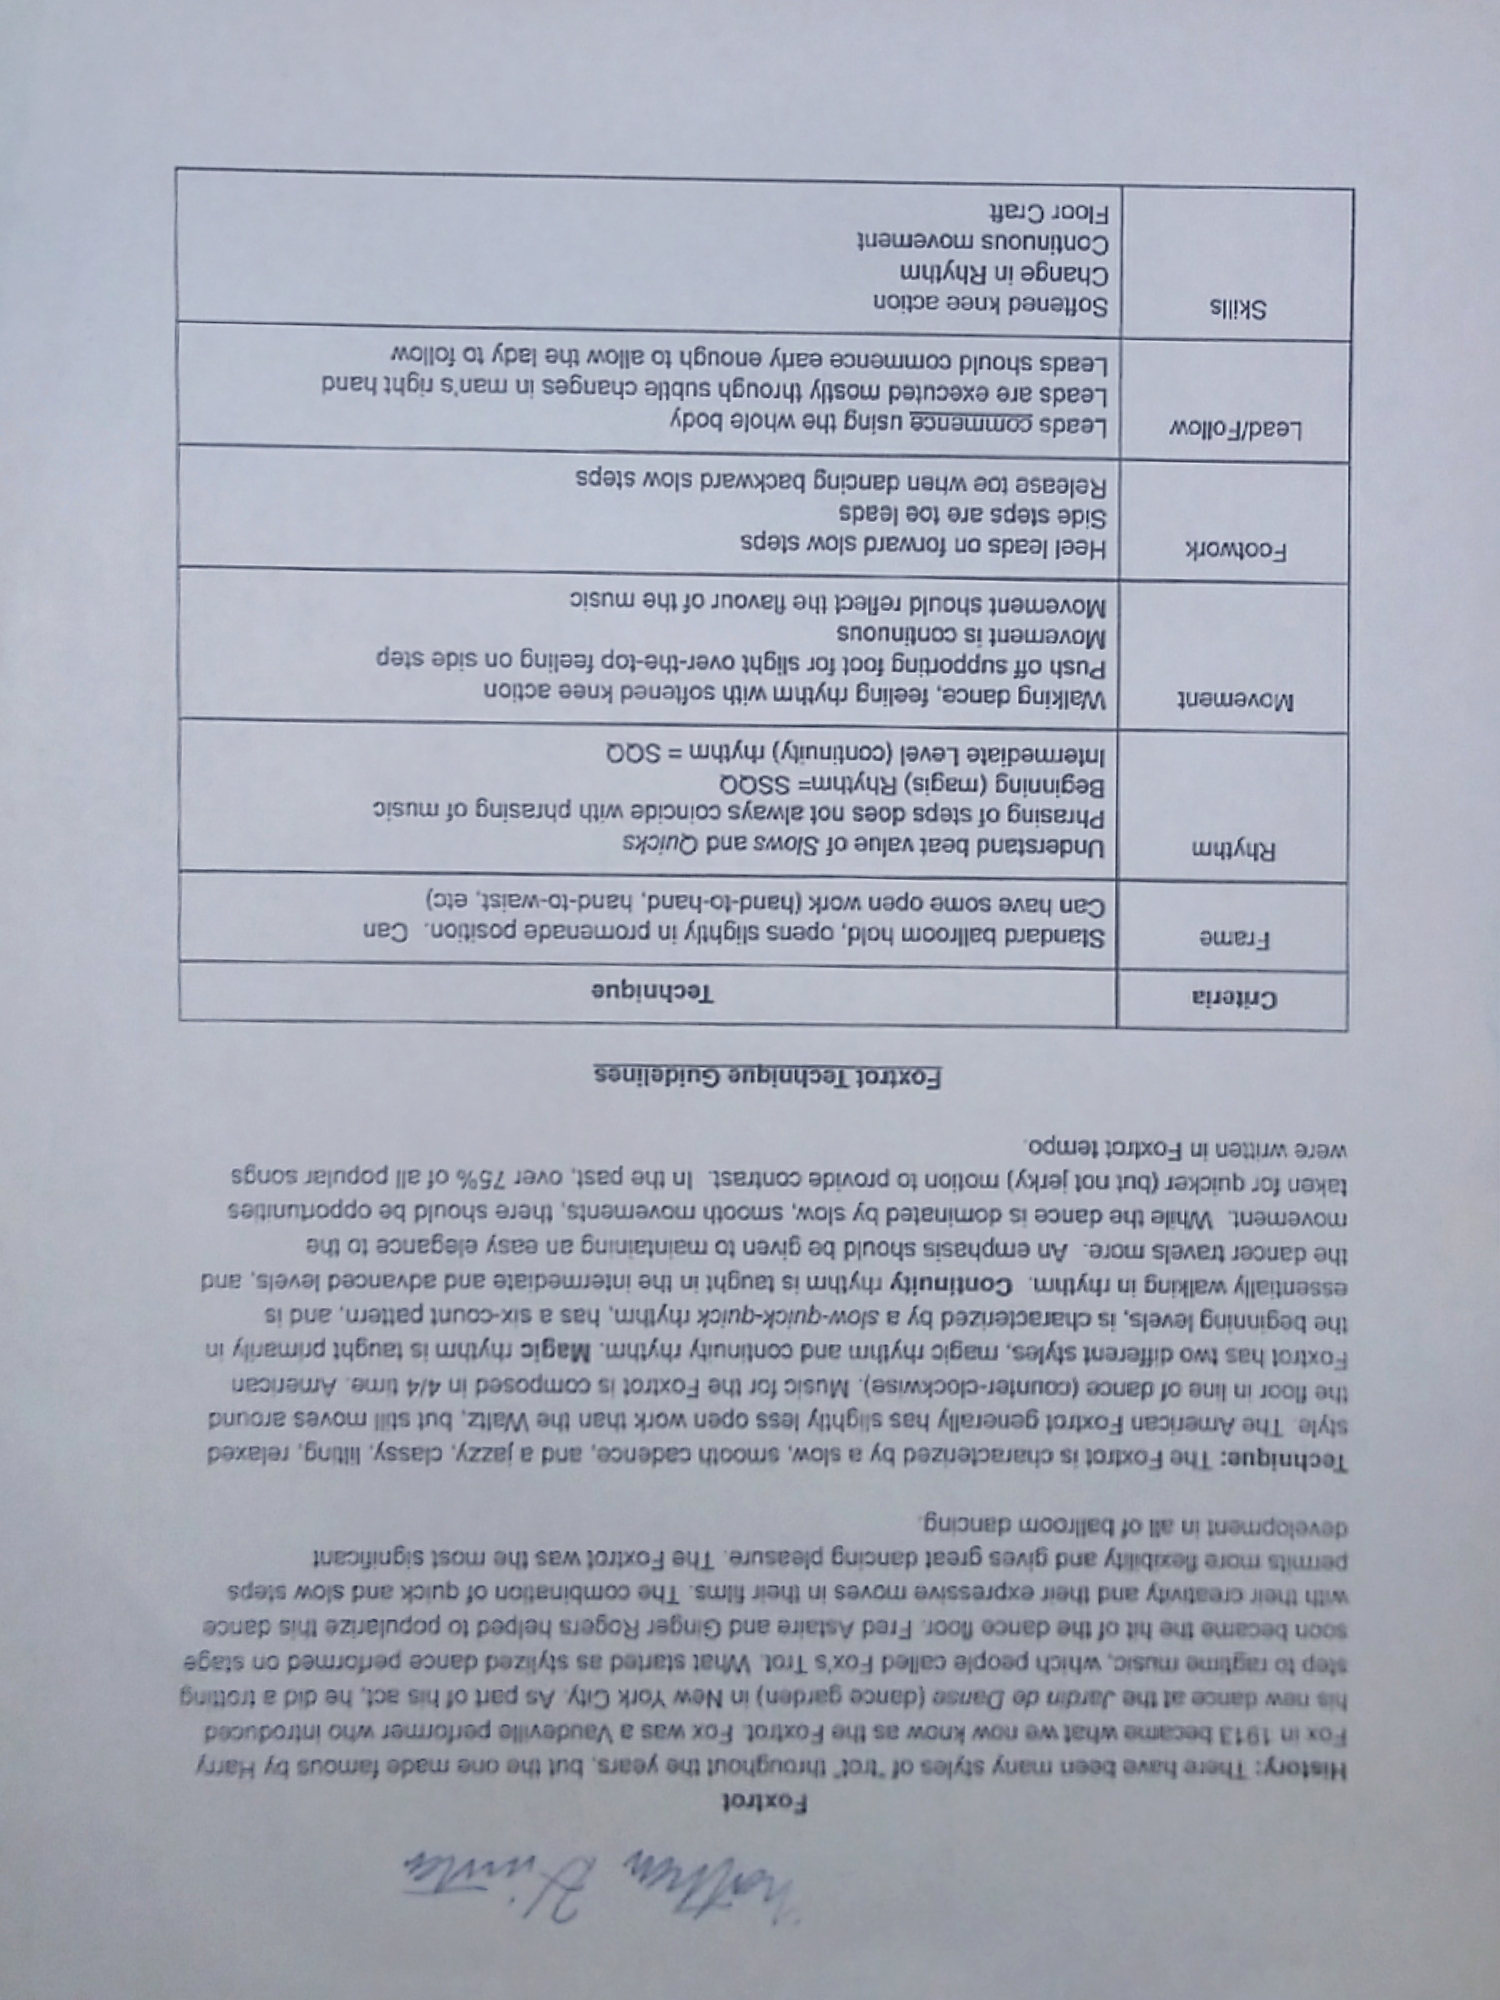 Nathan Hinton
Foxtrot
History: There have been many styles of "trot" throughout the years, but the one made famous by Harry
Fox in 1913 became what we now know as the Foxtrot. Fox was a Vaudeville performer who introduced
his new dance at the Jardin de Danse (dance garden) in New York City. As part of his act, he did a trotting
step to ragtime music, which people called Fox's Trot. What started as stylized dance performed on stage
soon became the hit of the dance floor. Fred Astaire and Ginger Rogers helped to popularize this dance
with their creativity and their expressive moves in their films. The combination of quick and slow steps
permits more flexibility and gives great dancing pleasure. The Foxtrot was the most significant
development in all of ballroom dancing.
Technique: The Foxtrot is characterized by a slow, smooth cadence, and a jazzy, classy, lilting, relaxed
style. The American Foxtrot generally has slightly less open work than the Waltz, but still moves around
the floor in line of dance (counter-clockwise). Music for the Foxtrot is composed in 4/4 time. American
Foxtrot has two different styles, magic rhythm and continuity rhythm. Magic rhythm is taught primarily in
the beginning levels, is characterized by a slow-quick-quick rhythm, has a six-count pattern, and is
essentially walking in rhythm. Continuity rhythm is taught in the intermediate and advanced levels, and
the dancer travels more. An emphasis should be given to maintaining an easy elegance to the
movement. While the dance is dominated by slow, smooth movements, there should be opportunities
taken for quicker (but not jerky) motion to provide contrast. In the past, over 75% of all popular songs
were written in Foxtrot tempo.
Foxtrot Technique Guidelines
Criteria Technique
Frame
Standard ballroom hold, opens slightly in promenade position. Can
Can have some open work (hand-to-hand, hand-to-waist, etc)
Rhythm
Understand beat value of Slows and Quicks
Phrasing of steps does not always coincide with phrasing of music
Beginning (magis) Rhythm= SSQQ
Intermediate Level (continuity) rhythm = SQQ
Movement
Walking dance, feeling rhythm with softened knee action
Push off supporting foot for slight over-the-top feeling on side step
Movement is continuous
Movement should reflect the flavour of the music
Footwork
Heel leads on forward slow steps
Side steps are toe leads
Release toe when dancing backward slow steps
Lead/Follow
Leads commence using the whole body
Leads are executed mostly through subtle changes in man's right hand
Leads should commence early enough to allow the lady to follow
Skills
Softened knee action
Change in Rhythm
Continuous movement
Floor Craft